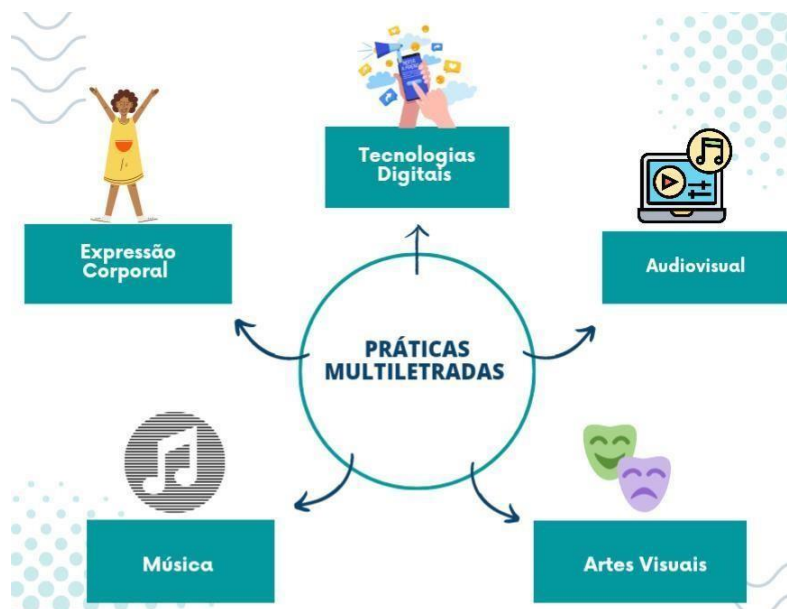 Tecnologias
Digitais
Expressão
Corporal
Audiovisual
PRÁTICAS
MULTILETRADAS
Música
Artes Visuais